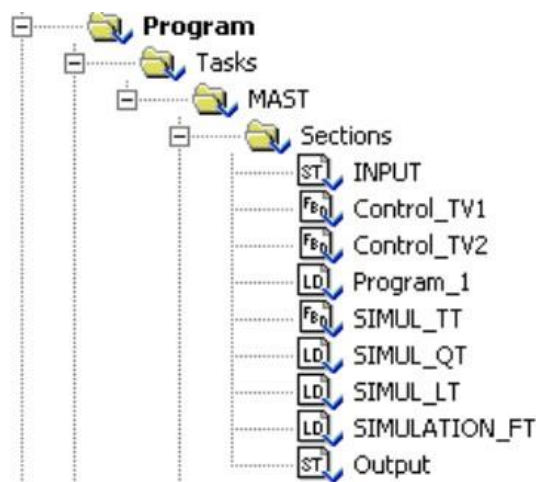 Program
Tasks
MAST
Sections
ST INPUT
FBD Control_TV1
FBD Control_TV2
LD Program_1
FBD SIMUL_TT
LD SIMUL_QT
LD SIMUL_LT
LD SIMULATION_FT
ST Output